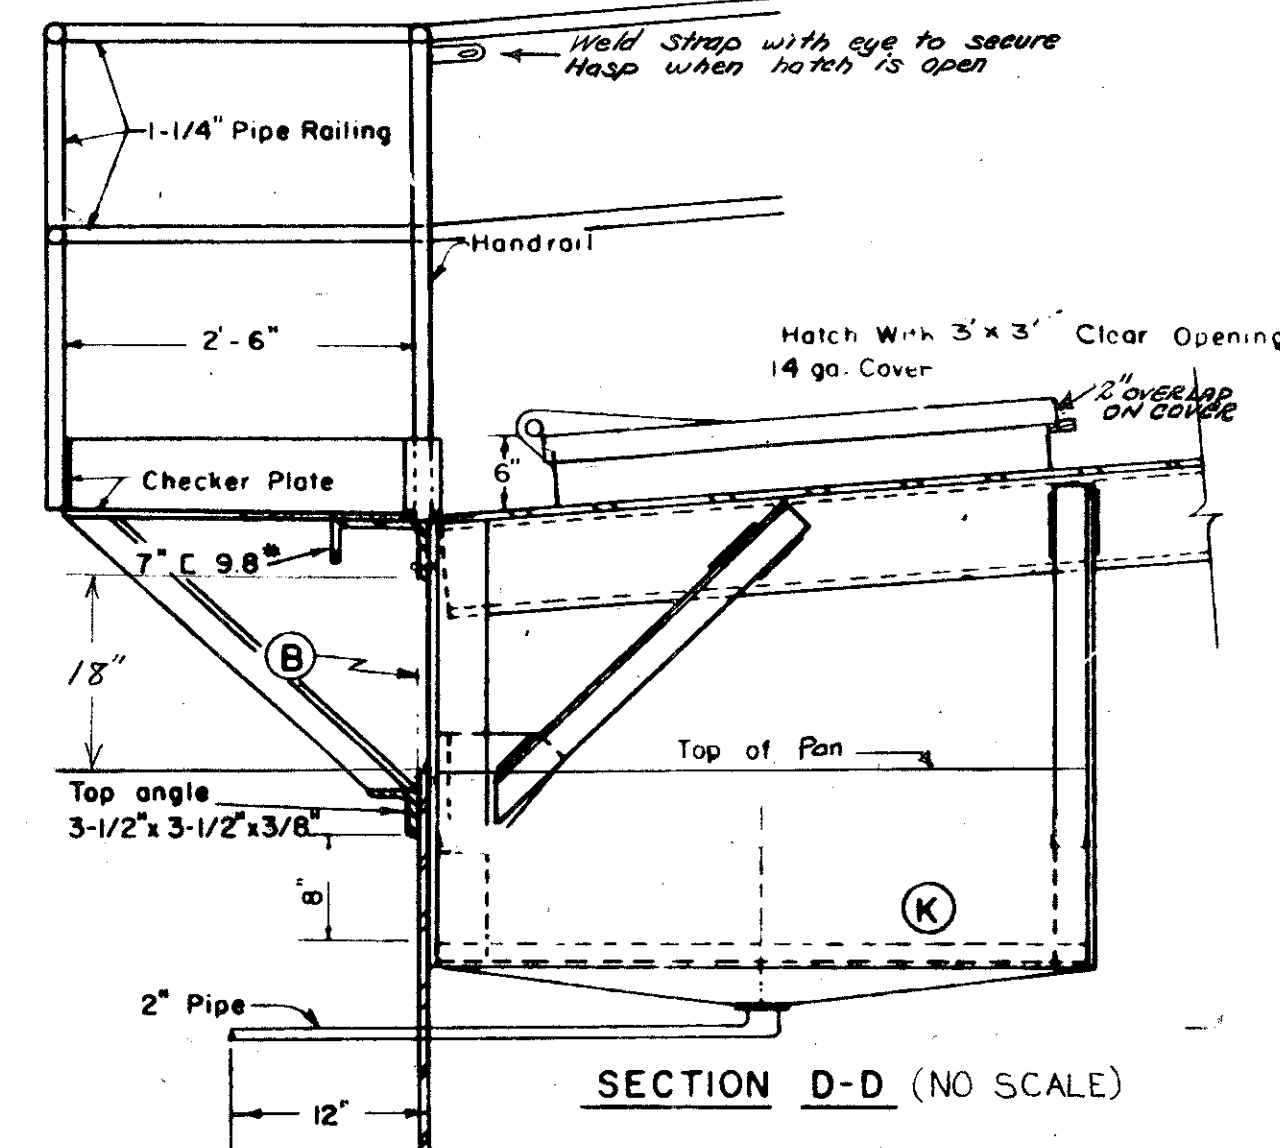 Weld Strap with eye to secure
Hasp when hatch is open
1-1/4" Pipe Railing
Handrail
2'-6"
Hatch With 3' x 3' Clear Opening
14 ga. Cover
2" OVERLAP
ON COVER
6"
Checker Plate
7" [ 9.8#
B
18"
Top of Pan
Top angle
3-1/2" x 3-1/2" x 3/8"
8"
K
2" Pipe
SECTION D-D (NO SCALE)
12"